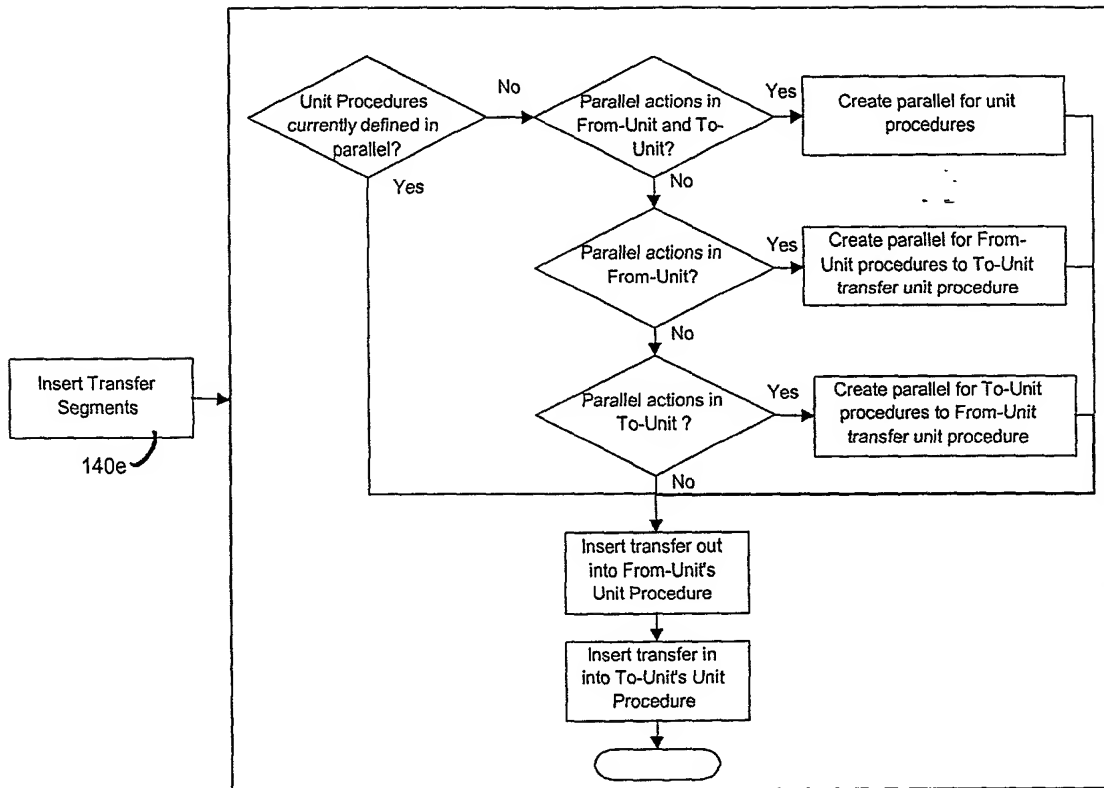 Unit Procedures
currently defined in
parallel?
No
Yes
Parallel actions in
From-Unit and To-
Unit?
Yes
No
Create parallel for unit
procedures
Parallel actions in
From-Unit?
Yes
No
Create parallel for From-
Unit procedures to To-Unit
transfer unit procedure
Insert Transfer
Segments
140e
Parallel actions in
To-Unit ?
Yes
No
Create parallel for To-Unit
procedures to From-Unit
transfer unit procedure
Insert transfer out
into From-Unit's
Unit Procedure
Insert transfer in
into To-Unit's Unit
Procedure